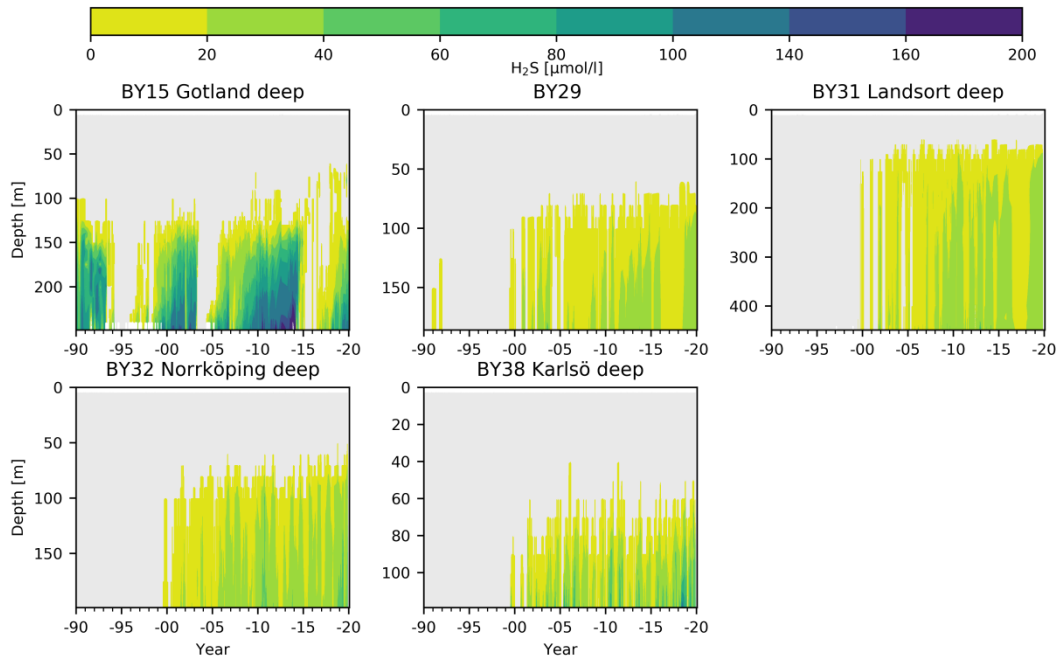 0 20 40 60 80 100 140 160 200
H₂S [µmol/l]
BY15 Gotland deep
BY29
BY31 Landsort deep
Depth [m]
0
50
100
150
200
-90 -95 -00 -05 -10 -15 -20
0
50
100
150
-90 -95 -00 -05 -10 -15 -20
0
100
200
300
400
-90 -95 -00 -05 -10 -15 -20
BY32 Norrköping deep
BY38 Karlsö deep
Depth [m]
0
50
100
150
-90 -95 -00 -05 -10 -15 -20
Year
0
20
40
60
80
100
-90 -95 -00 -05 -10 -15 -20
Year